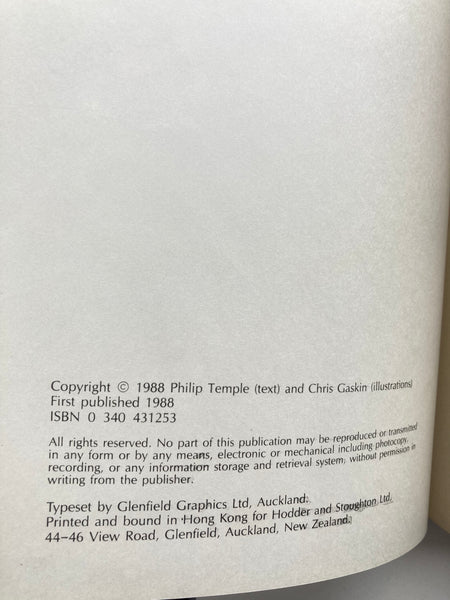 Copyright © 1988 Philip Temple (text) and Chris Gaskin (illustrations)
First published 1988
ISBN 0 340 431253
All rights reserved. No part of this publication may be reproduced or transmitted
in any form or by any means, electronic or mechanical including photocopy,
recording, or any information storage and retrieval system, without permission in
writing from the publisher.
Typeset by Glenfield Graphics Ltd, Auckland.
Printed and bound in Hong Kong for Hodder and Stoughton Ltd,
44–46 View Road, Glenfield, Auckland, New Zealand.